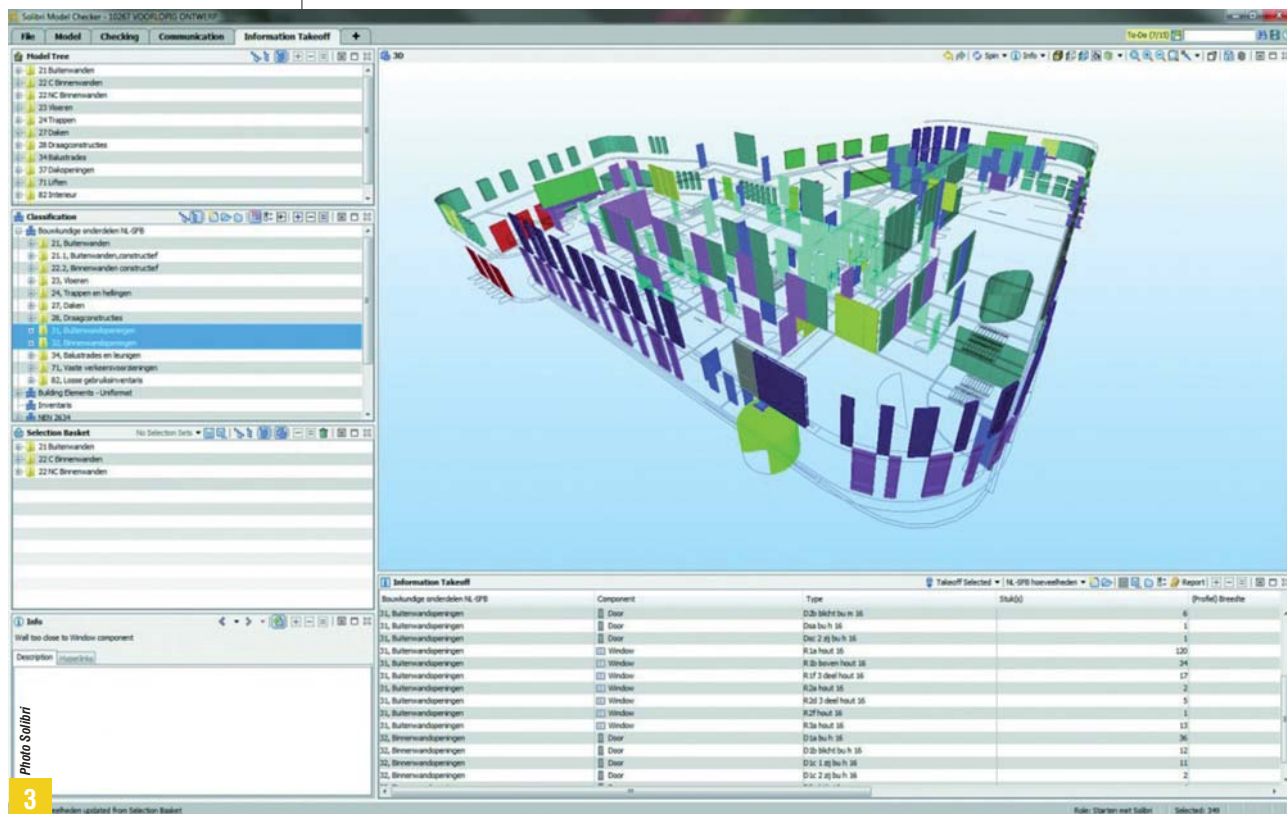 Solibri Model Checker - 10267 VOORLOPIG ONTWERP
File Model Checking Communication Information Takeoff +
To-Do (7/15)
Model Tree
21 Buitenwanden
22 C Binnenwanden
22 NC Binnenwanden
23 Vloeren
24 Trappen
27 Daken
28 Draagconstructies
34 Balustrades
37 Dakopeningen
71 Liften
82 Interieur
Classification
Bouwkundige onderdelen NL-SFB
21, Buitenwanden
21.1, Buitenwanden,constructief
22.2, Binnenwanden constructief
23, Vloeren
24, Trappen en hellingen
27, Daken
28, Draagconstructies
31, Buitenwandopeningen
32, Binnenwandopeningen
34, Balustrades en leunigen
71, Vaste verkeersvoorzieningen
82, Losse gebruiksinventaris
Building Elements - Uniformat
Inventaris
NEN 2634
Selection Basket No Selection Sets
21 Buitenwanden
22 C Binnenwanden
22 NC Binnenwanden
Info
Wall too close to Window component
Description Hyperlinks
3D
Spin Info
Information Takeoff Takeoff Selected NL-SFB hoeveelheden Report
Bouwkundige onderdelen NL-SFB Component Type Stuk(s) (Profiel) Breedte
31, Buitenwandopeningen Door D2b blicht bu m 16 6
31, Buitenwandopeningen Door Dsa bu h 16 1
31, Buitenwandopeningen Door Dsc 2 zij bu h 16 1
31, Buitenwandopeningen Window R1a hout 16 120
31, Buitenwandopeningen Window R1b boven hout 16 34
31, Buitenwandopeningen Window R1f 3 deel hout 16 17
31, Buitenwandopeningen Window R2a hout 16 2
31, Buitenwandopeningen Window R2d 3 deel hout 16 5
31, Buitenwandopeningen Window R2f hout 16 1
31, Buitenwandopeningen Window R3a hout 16 13
32, Binnenwandopeningen Door D1a bu h 16 36
32, Binnenwandopeningen Door D1b blicht bu h 16 12
32, Binnenwandopeningen Door D1c 1 zij bu h 16 11
32, Binnenwandopeningen Door D1c 2 zij bu h 16 2
Photo Solibri
3
updated from Selection Basket Role: Starten met Solibri Selected: 349